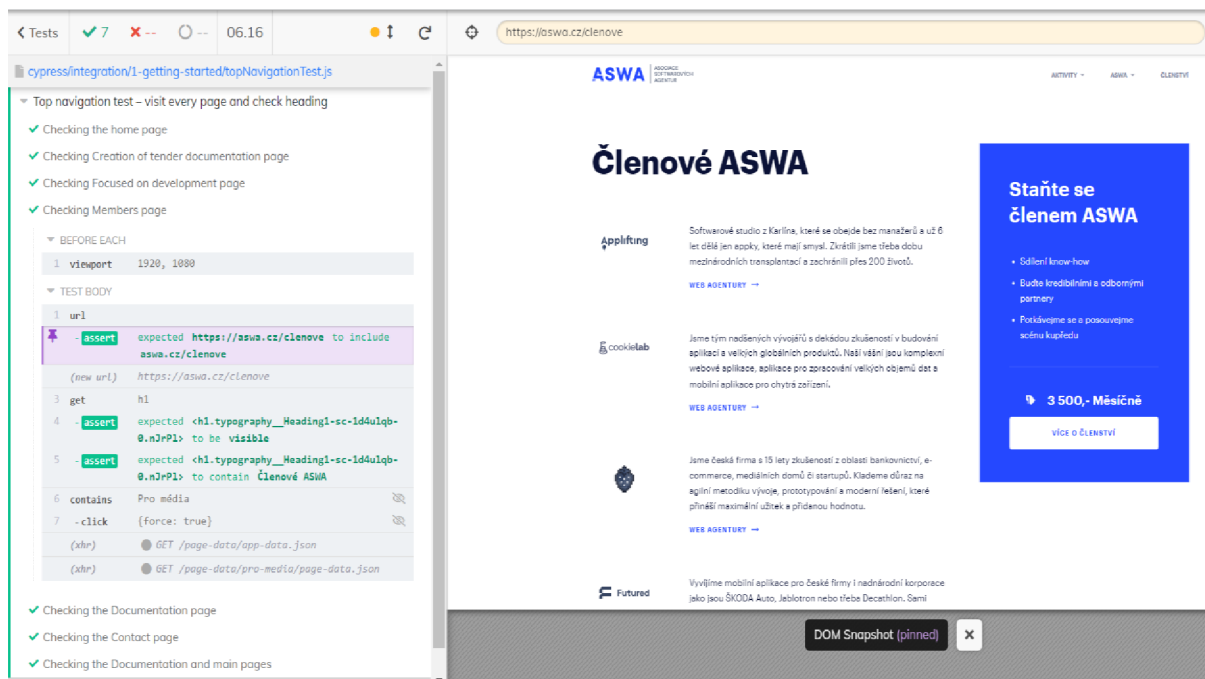 Tests 7 -- -- 06.16
https://aswa.cz/clenove
cypress/integration/1-getting-started/topNavigationTest.js
Top navigation test – visit every page and check heading
Checking the home page
Checking Creation of tender documentation page
Checking Focused on development page
Checking Members page
BEFORE EACH
1 viewport 1920, 1080
TEST BODY
1 url
- assert expected https://aswa.cz/clenove to include
aswa.cz/clenove
(new url) https://aswa.cz/clenove
3 get h1
4 - assert expected <h1.typography__Heading1-sc-1d4ulqb-
0.nJrPl> to be visible
5 - assert expected <h1.typography__Heading1-sc-1d4ulqb-
0.nJrPl> to contain Členové ASWA
6 contains Pro média
7 - click {force: true}
(xhr) GET /page-data/app-data.json
(xhr) GET /page-data/pro-media/page-data.json
Checking the Documentation page
Checking the Contact page
Checking the Documentation and main pages
ASWA
ASOCIACE
SOFTWAROVÝCH
AGENTUR
AKTIVITY ASWA ČLENSTVÍ
Členové ASWA
Applifting
Softwarové studio z Karlína, které se obejde bez manažerů a už 6
let dělá jen appky, které mají smysl. Zkrátili jsme třeba dobu
mezinárodních transplantací a zachránili přes 200 životů.
WEB AGENTURY →
cookielab
Jsme tým nadšených vývojářů s dekádou zkušeností v budování
aplikací a velkých globálních produktů. Naší vášní jsou komplexní
webové aplikace, aplikace pro zpracování velkých objemů dat a
mobilní aplikace pro chytrá zařízení.
WEB AGENTURY →
Jsme česká firma s 15 lety zkušeností z oblasti bankovnictví, e-
commerce, mediálních domů či startupů. Klademe důraz na
agilní metodiku vývoje, prototypování a moderní řešení, které
přináší maximální užitek a přidanou hodnotu.
WEB AGENTURY →
Futured
Vyvíjíme mobilní aplikace pro české firmy i nadnárodní korporace
jako jsou ŠKODA Auto, Jablotron nebo třeba Decathlon. Sami
Staňte se
členem ASWA
• Sdílení know-how
• Buďte kredibilními a odbornými
partnery
• Potkávejme se a posouvejme
scénu kupředu
3 500,- Měsíčně
VÍCE O ČLENSTVÍ
DOM Snapshot (pinned)